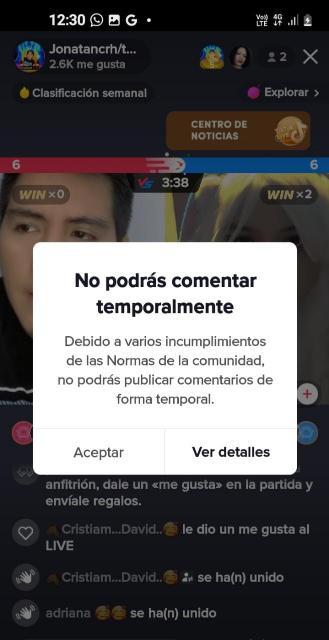 12:30
Vo)) LTE 4G
Jonatancrh/t...
2.6K me gusta
2
Clasificación semanal
Explorar >
CENTRO DE
NOTICIAS
6
6
WIN ×0
VS 3:38
WIN ×2
No podrás comentar
temporalmente
Debido a varios incumplimientos
de las Normas de la comunidad,
no podrás publicar comentarios de
forma temporal.
Aceptar
Ver detalles
anfitrión, dale un «me gusta» en la partida y
envíale regalos.
🍂Cristiam...David..🥰 le dio un me gusta al
LIVE
🍂Cristiam...David..🥰 se ha(n) unido
adriana 🥰🥰 se ha(n) unido